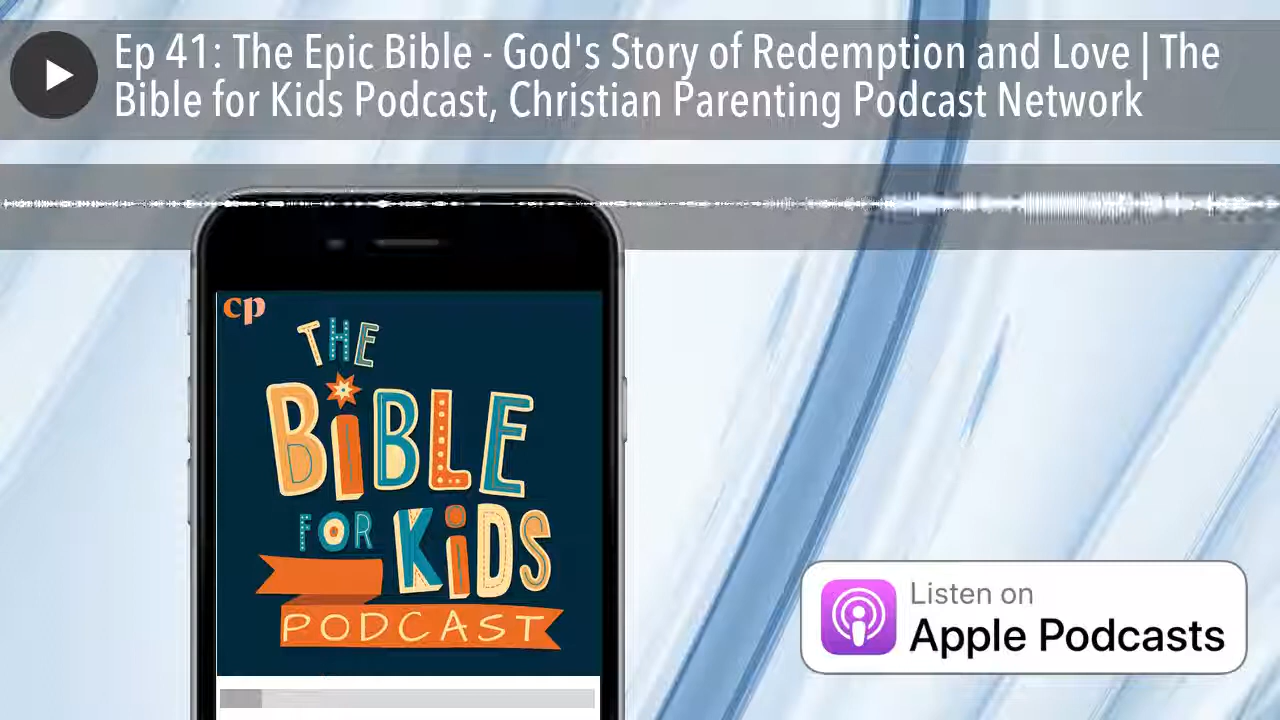 Ep 41: The Epic Bible - God's Story of Redemption and Love | The
Bible for Kids Podcast, Christian Parenting Podcast Network
cp
THE
BiBLE
FOR KiDS
PODCAST
Listen on
Apple Podcasts